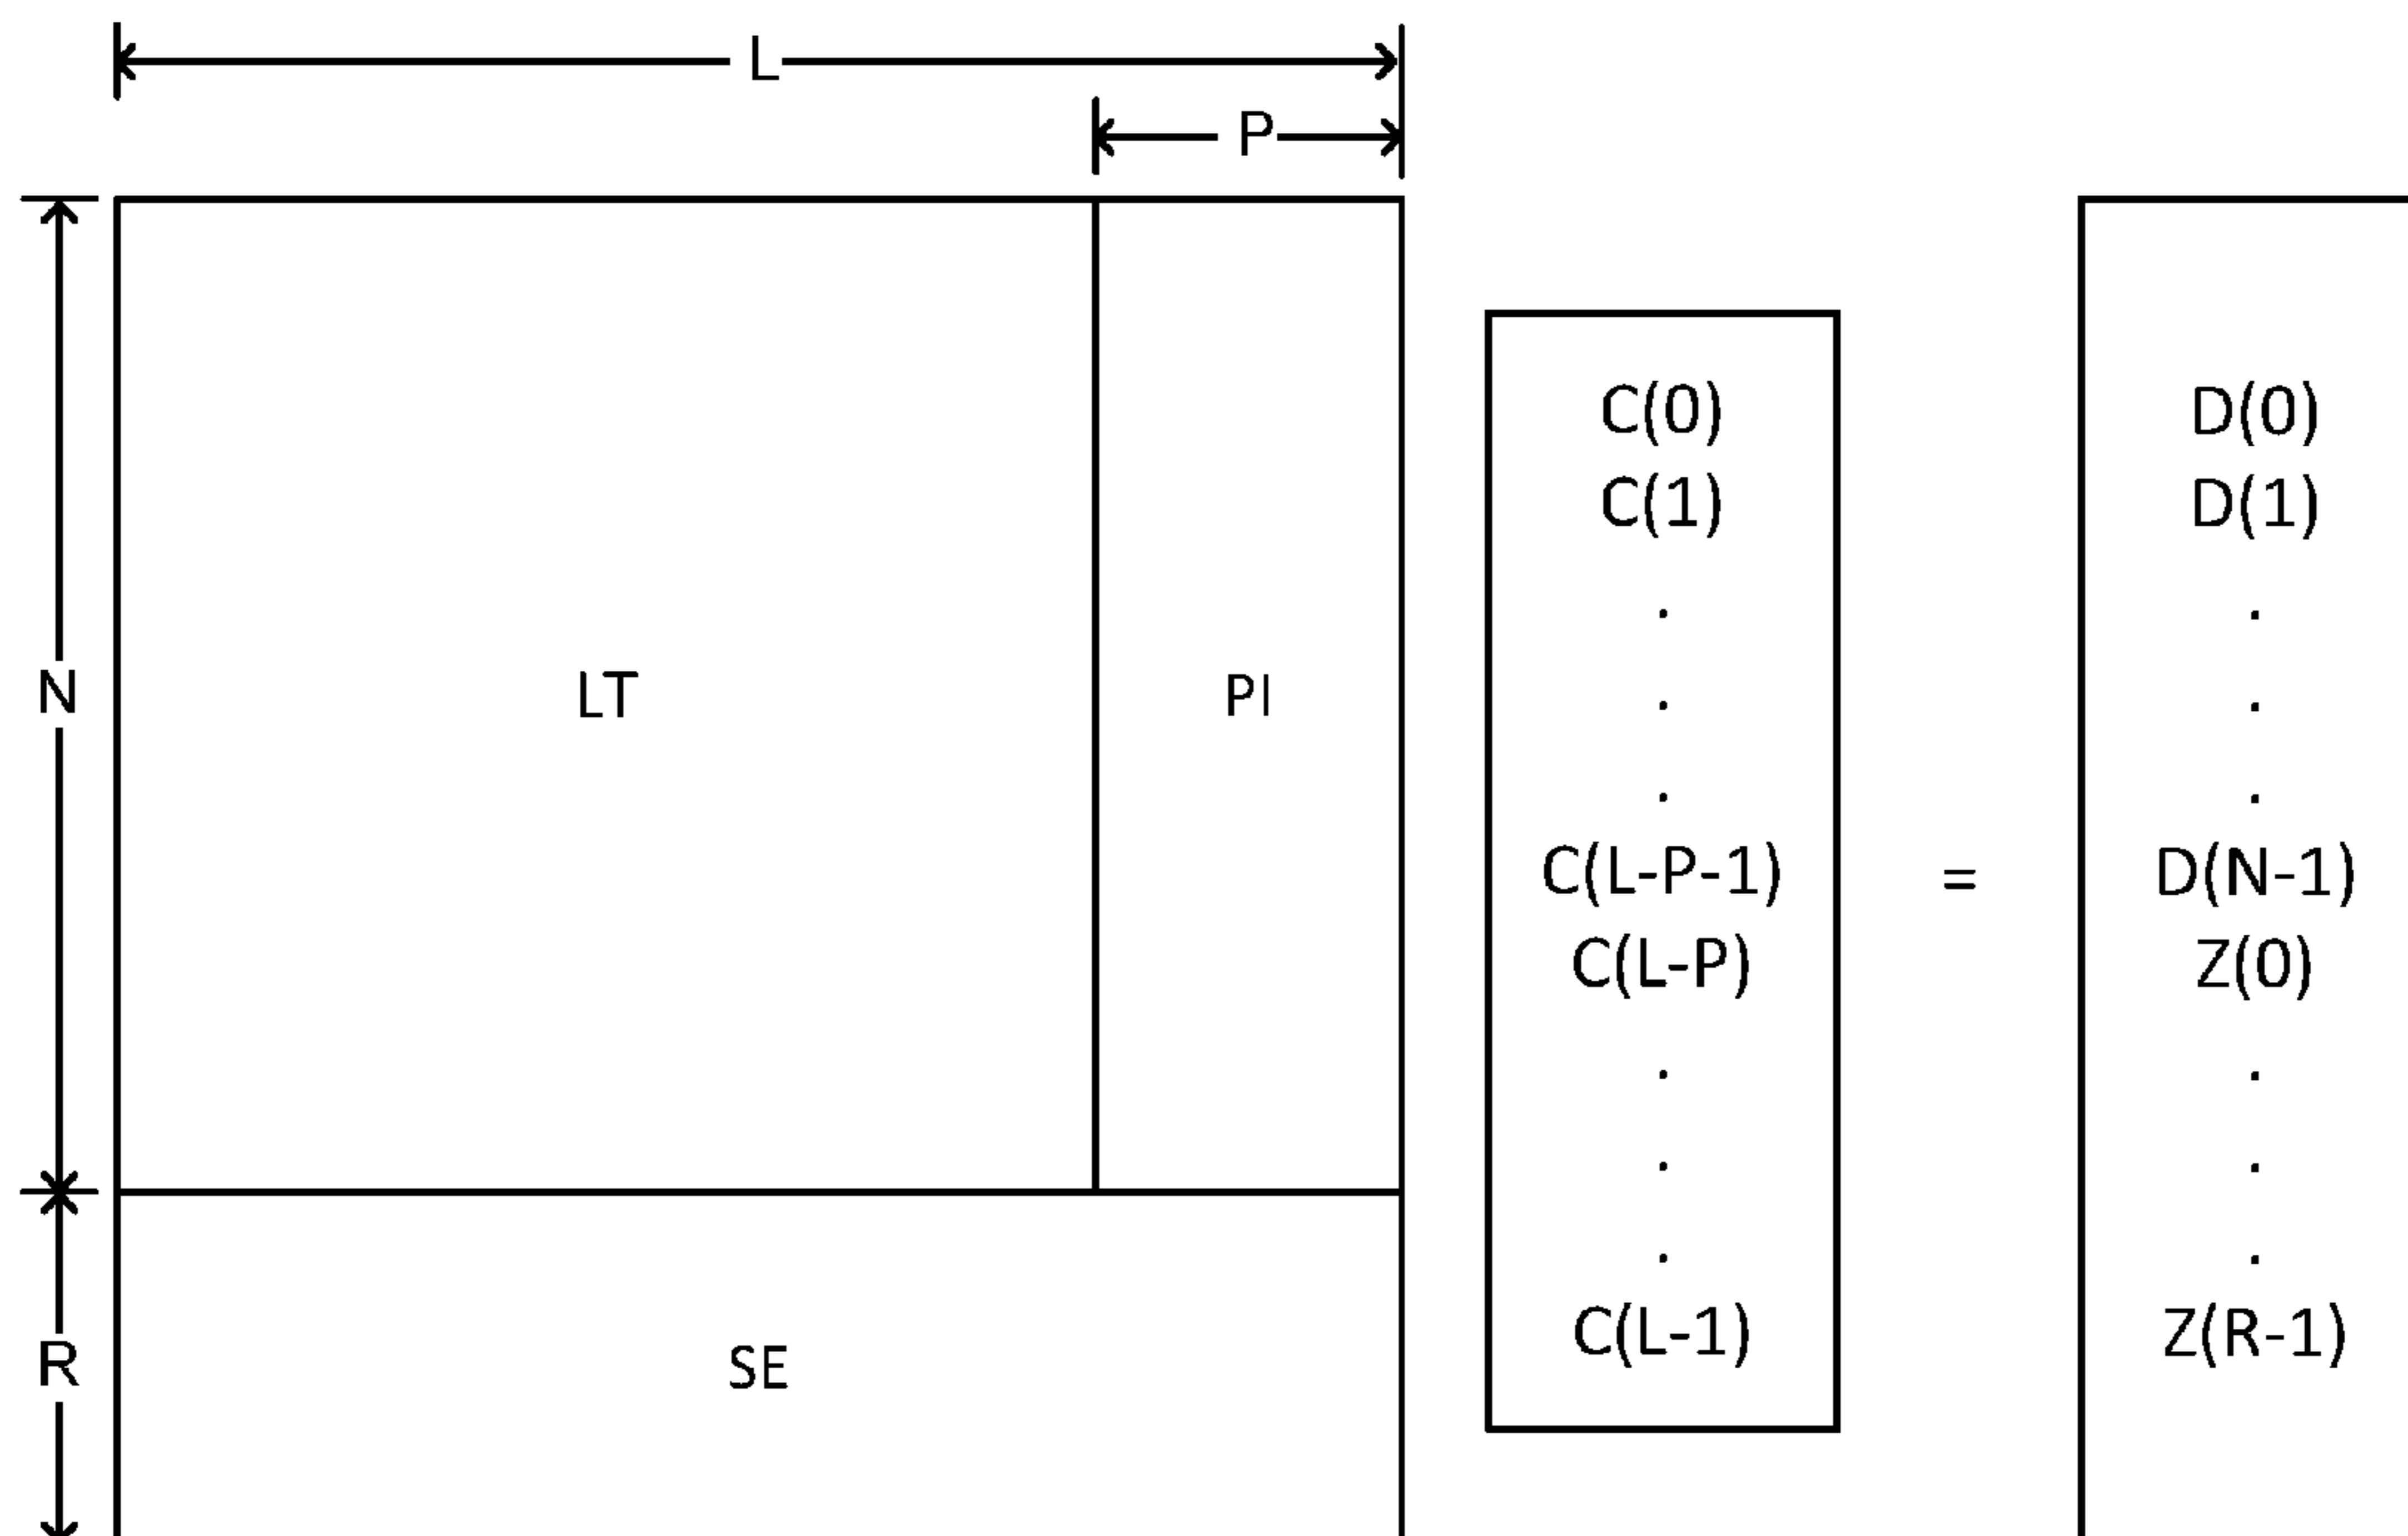 L
P
N
LT
PI
R
SE
C(0)
C(1)
.
.
.
C(L-P-1)
C(L-P)
.
.
.
C(L-1)
=
D(0)
D(1)
.
.
.
D(N-1)
Z(0)
.
.
.
Z(R-1)